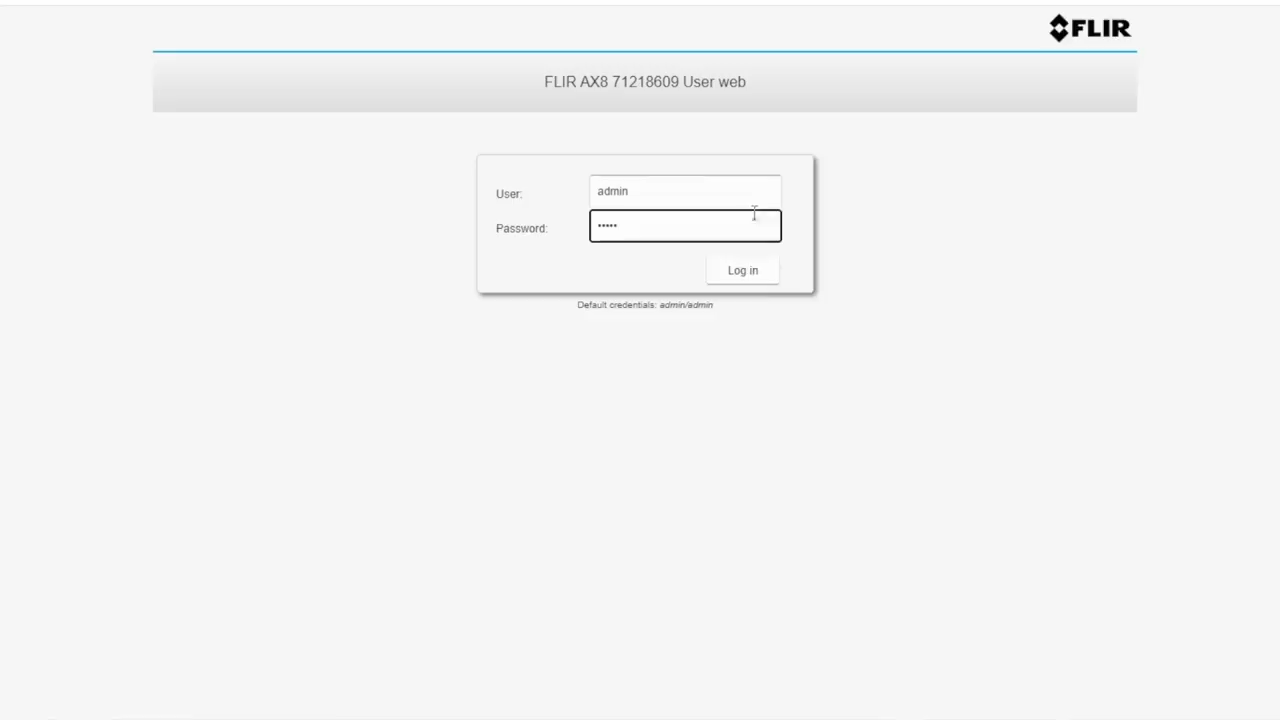 FLIR
FLIR AX8 71218609 User web
User: admin
Password: •••••
Log in
Default credentials: admin/admin